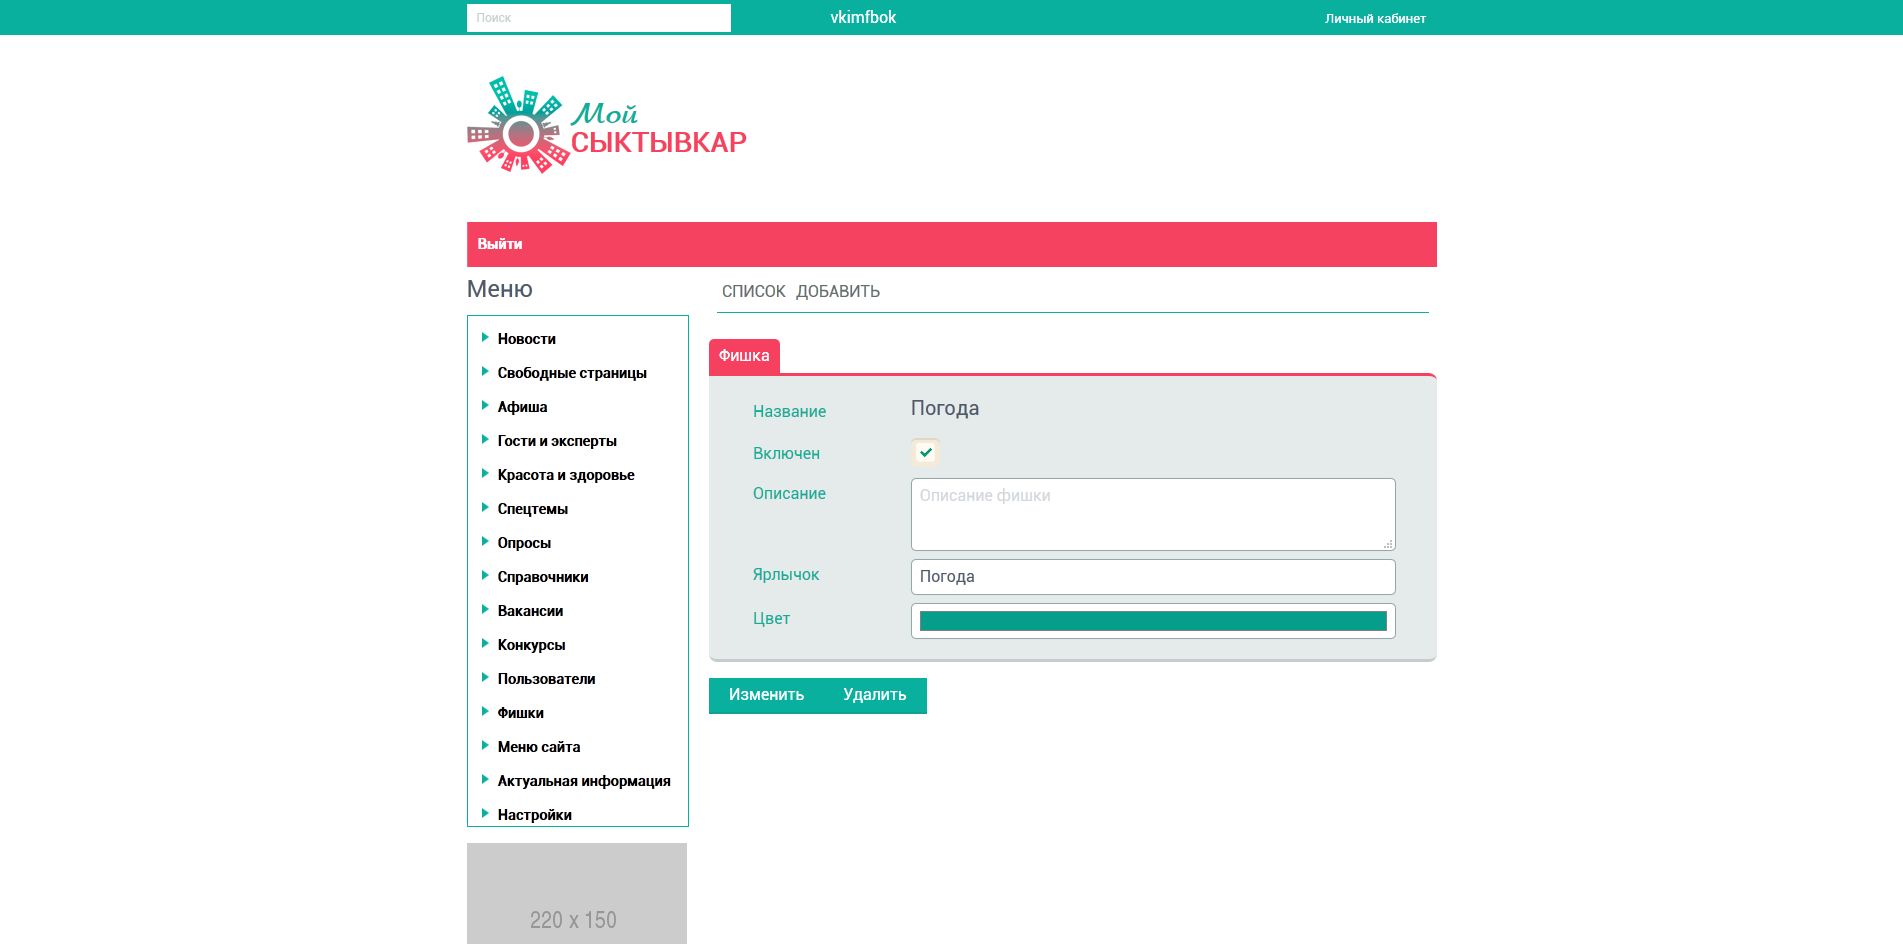 Поиск
vkimfbok
Личный кабинет
Мой
СЫКТЫВКАР
Выйти
Меню
СПИСОК ДОБАВИТЬ
Новости
Свободные страницы
Афиша
Гости и эксперты
Красота и здоровье
Спецтемы
Опросы
Справочники
Вакансии
Конкурсы
Пользователи
Фишки
Меню сайта
Актуальная информация
Настройки
220 x 150
Фишка
Название Погода
Включен
Описание Описание фишки
Ярлычок Погода
Цвет
Изменить Удалить